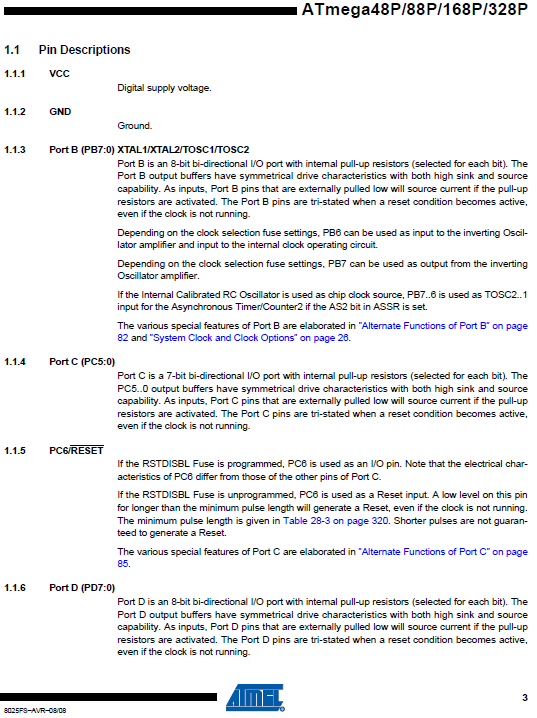 ATmega48P/88P/168P/328P
1.1 Pin Descriptions
1.1.1 VCC
Digital supply voltage.
1.1.2 GND
Ground.
1.1.3 Port B (PB7:0) XTAL1/XTAL2/TOSC1/TOSC2
Port B is an 8-bit bi-directional I/O port with internal pull-up resistors (selected for each bit). The
Port B output buffers have symmetrical drive characteristics with both high sink and source
capability. As inputs, Port B pins that are externally pulled low will source current if the pull-up
resistors are activated. The Port B pins are tri-stated when a reset condition becomes active,
even if the clock is not running.
Depending on the clock selection fuse settings, PB6 can be used as input to the inverting Oscil-
lator amplifier and input to the internal clock operating circuit.
Depending on the clock selection fuse settings, PB7 can be used as output from the inverting
Oscillator amplifier.
If the Internal Calibrated RC Oscillator is used as chip clock source, PB7..6 is used as TOSC2..1
input for the Asynchronous Timer/Counter2 if the AS2 bit in ASSR is set.
The various special features of Port B are elaborated in "Alternate Functions of Port B" on page
82 and "System Clock and Clock Options" on page 26.
1.1.4 Port C (PC5:0)
Port C is a 7-bit bi-directional I/O port with internal pull-up resistors (selected for each bit). The
PC5..0 output buffers have symmetrical drive characteristics with both high sink and source
capability. As inputs, Port C pins that are externally pulled low will source current if the pull-up
resistors are activated. The Port C pins are tri-stated when a reset condition becomes active,
even if the clock is not running.
1.1.5 PC6/RESET
If the RSTDISBL Fuse is programmed, PC6 is used as an I/O pin. Note that the electrical char-
acteristics of PC6 differ from those of the other pins of Port C.
If the RSTDISBL Fuse is unprogrammed, PC6 is used as a Reset input. A low level on this pin
for longer than the minimum pulse length will generate a Reset, even if the clock is not running.
The minimum pulse length is given in Table 28-3 on page 320. Shorter pulses are not guaran-
teed to generate a Reset.
The various special features of Port C are elaborated in "Alternate Functions of Port C" on page
85.
1.1.6 Port D (PD7:0)
Port D is an 8-bit bi-directional I/O port with internal pull-up resistors (selected for each bit). The
Port D output buffers have symmetrical drive characteristics with both high sink and source
capability. As inputs, Port D pins that are externally pulled low will source current if the pull-up
resistors are activated. The Port D pins are tri-stated when a reset condition becomes active,
even if the clock is not running.
8025FS–AVR–08/08
ATMEL
3